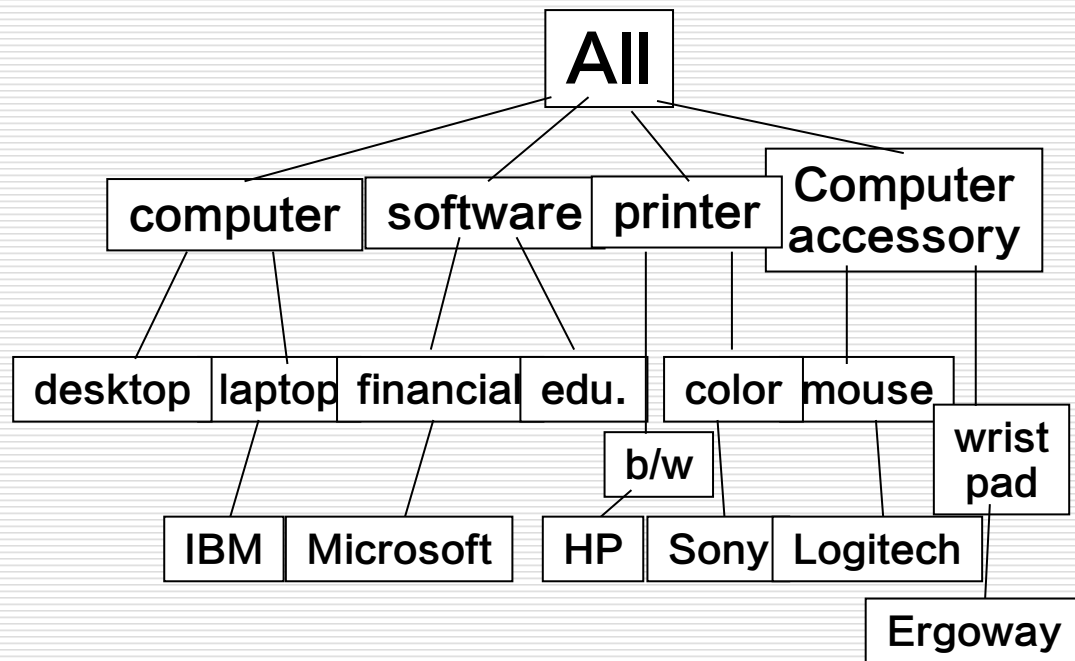 All
computer
software
printer
Computer
accessory
desktop
laptop
financial
edu.
color
mouse
b/w
wrist
pad
IBM
Microsoft
HP
Sony
Logitech
Ergoway